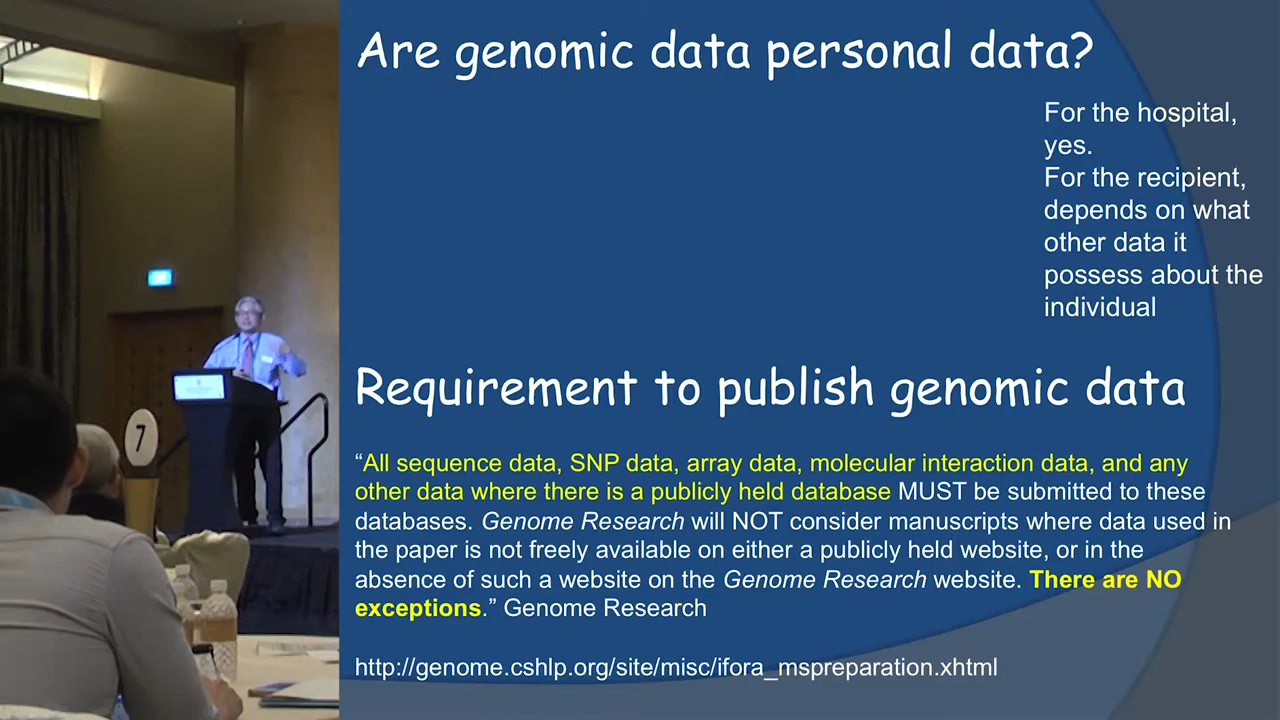 Are genomic data personal data?
For the hospital,
yes.
For the recipient,
depends on what
other data it
possess about the
individual
Requirement to publish genomic data
“All sequence data, SNP data, array data, molecular interaction data, and any
other data where there is a publicly held database MUST be submitted to these
databases. Genome Research will NOT consider manuscripts where data used in
the paper is not freely available on either a publicly held website, or in the
absence of such a website on the Genome Research website. There are NO
exceptions.” Genome Research
http://genome.cshlp.org/site/misc/ifora_mspreparation.xhtml
7